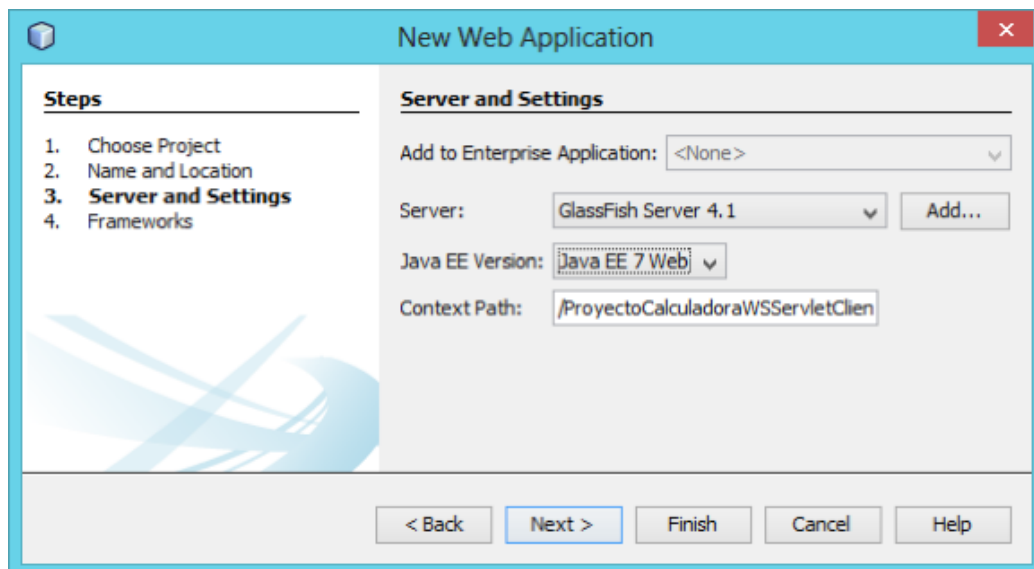 New Web Application
Steps
1. Choose Project
2. Name and Location
3. Server and Settings
4. Frameworks
Server and Settings
Add to Enterprise Application: <None>
Server: GlassFish Server 4.1 Add...
Java EE Version: Java EE 7 Web
Context Path: /ProyectoCalculadoraWSServletClien
< Back Next > Finish Cancel Help